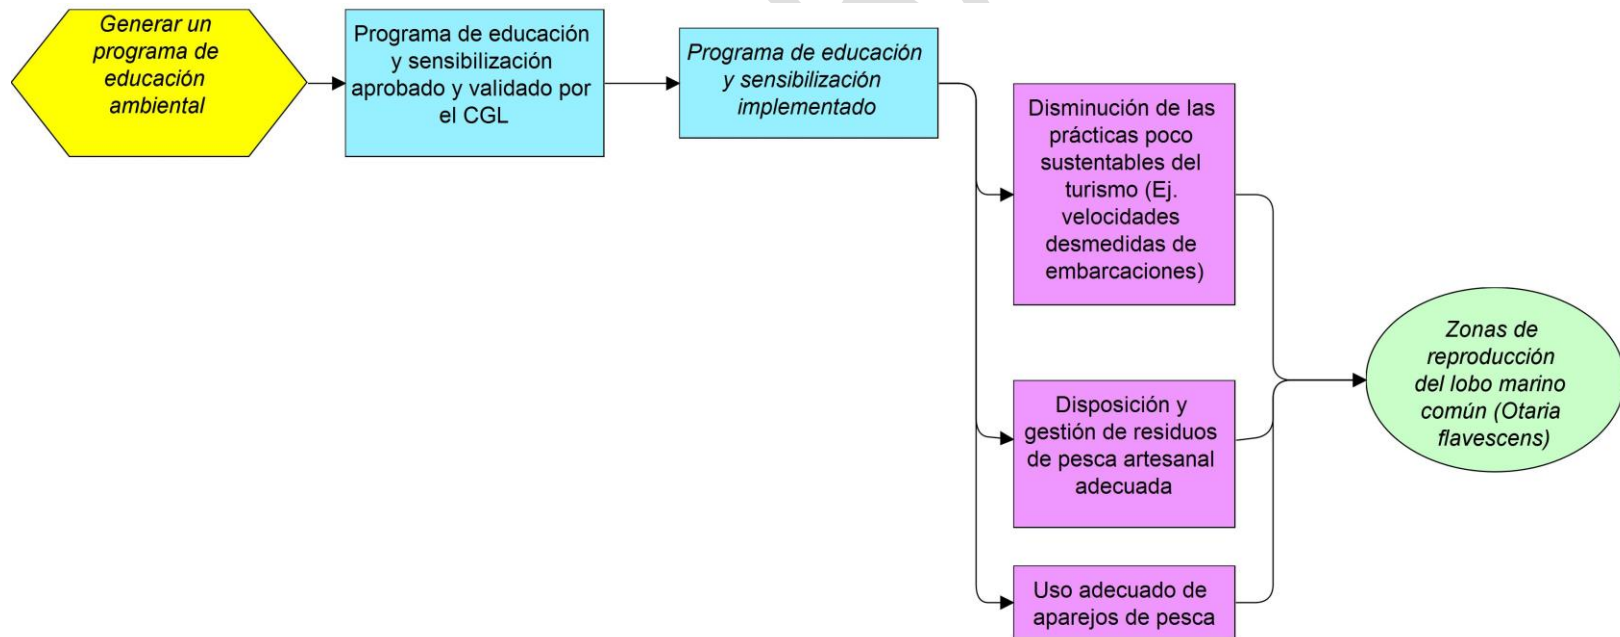 Generar un
programa de
educación
ambiental
Programa de educación
y sensibilización
aprobado y validado por
el CGL
Programa de educación
y sensibilización
implementado
Disminución de las
prácticas poco
sustentables del
turismo (Ej.
velocidades
desmedidas de
embarcaciones)
Disposición y
gestión de residuos
de pesca artesanal
adecuada
Uso adecuado de
aparejos de pesca
Zonas de
reproducción
del lobo marino
común (Otaria
flavescens)